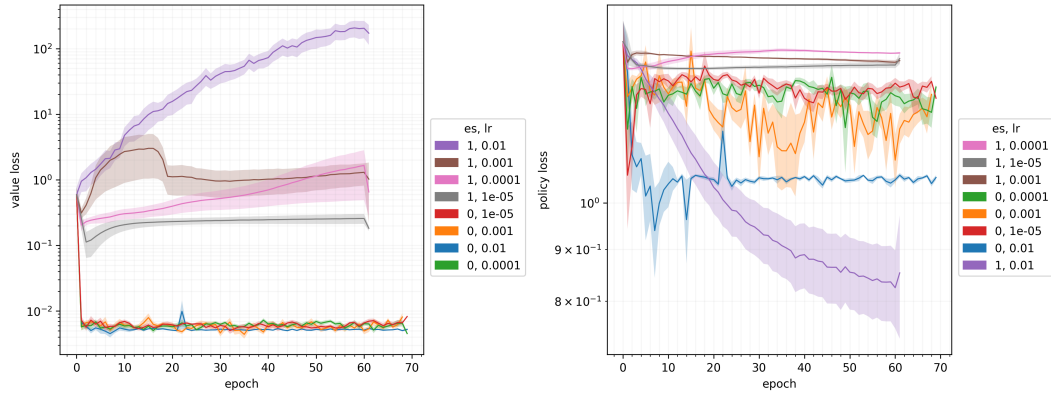 10²
10¹
10⁰
10⁻¹
10⁻²
value loss
0 10 20 30 40 50 60 70
epoch
es, lr
1, 0.01
1, 0.001
1, 0.0001
1, 1e-05
0, 1e-05
0, 0.001
0, 0.01
0, 0.0001
10⁰
9 × 10⁻¹
8 × 10⁻¹
policy loss
0 10 20 30 40 50 60 70
epoch
es, lr
1, 0.0001
1, 1e-05
1, 0.001
0, 0.0001
0, 0.001
0, 1e-05
0, 0.01
1, 0.01